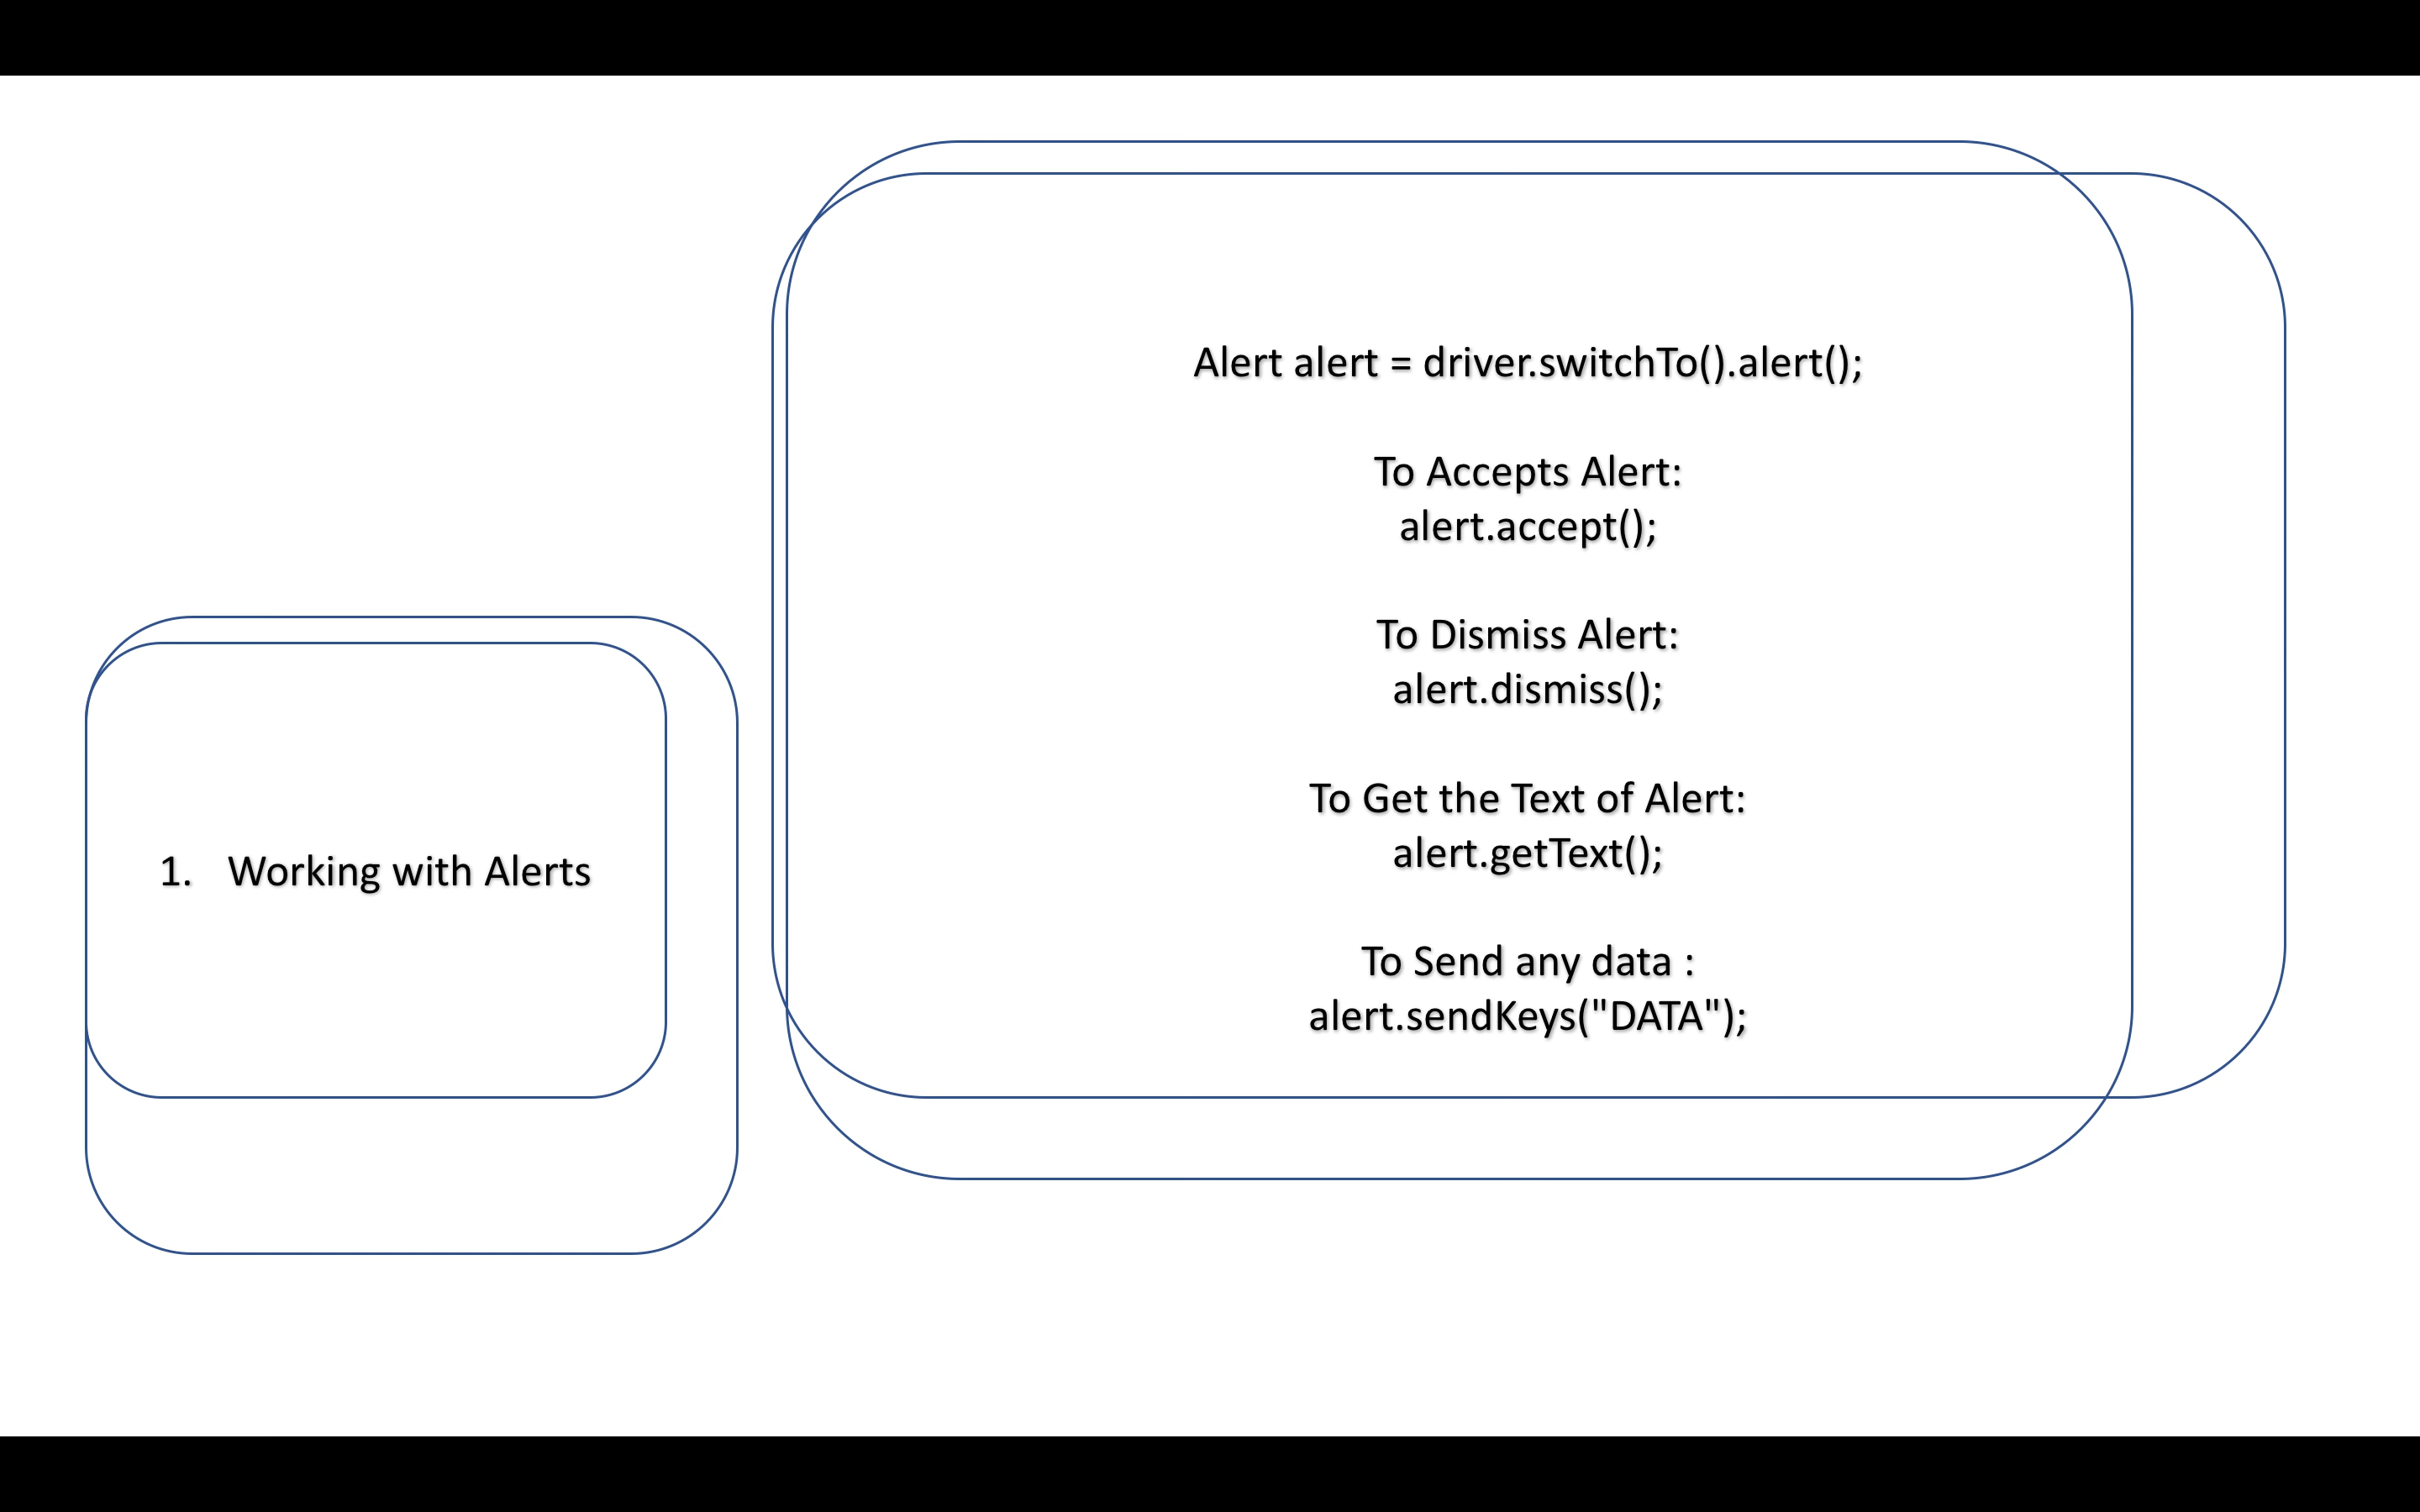 1. Working with Alerts
Alert alert = driver.switchTo().alert();
To Accepts Alert:
alert.accept();
To Dismiss Alert:
alert.dismiss();
To Get the Text of Alert:
alert.getText();
To Send any data :
alert.sendKeys("DATA");